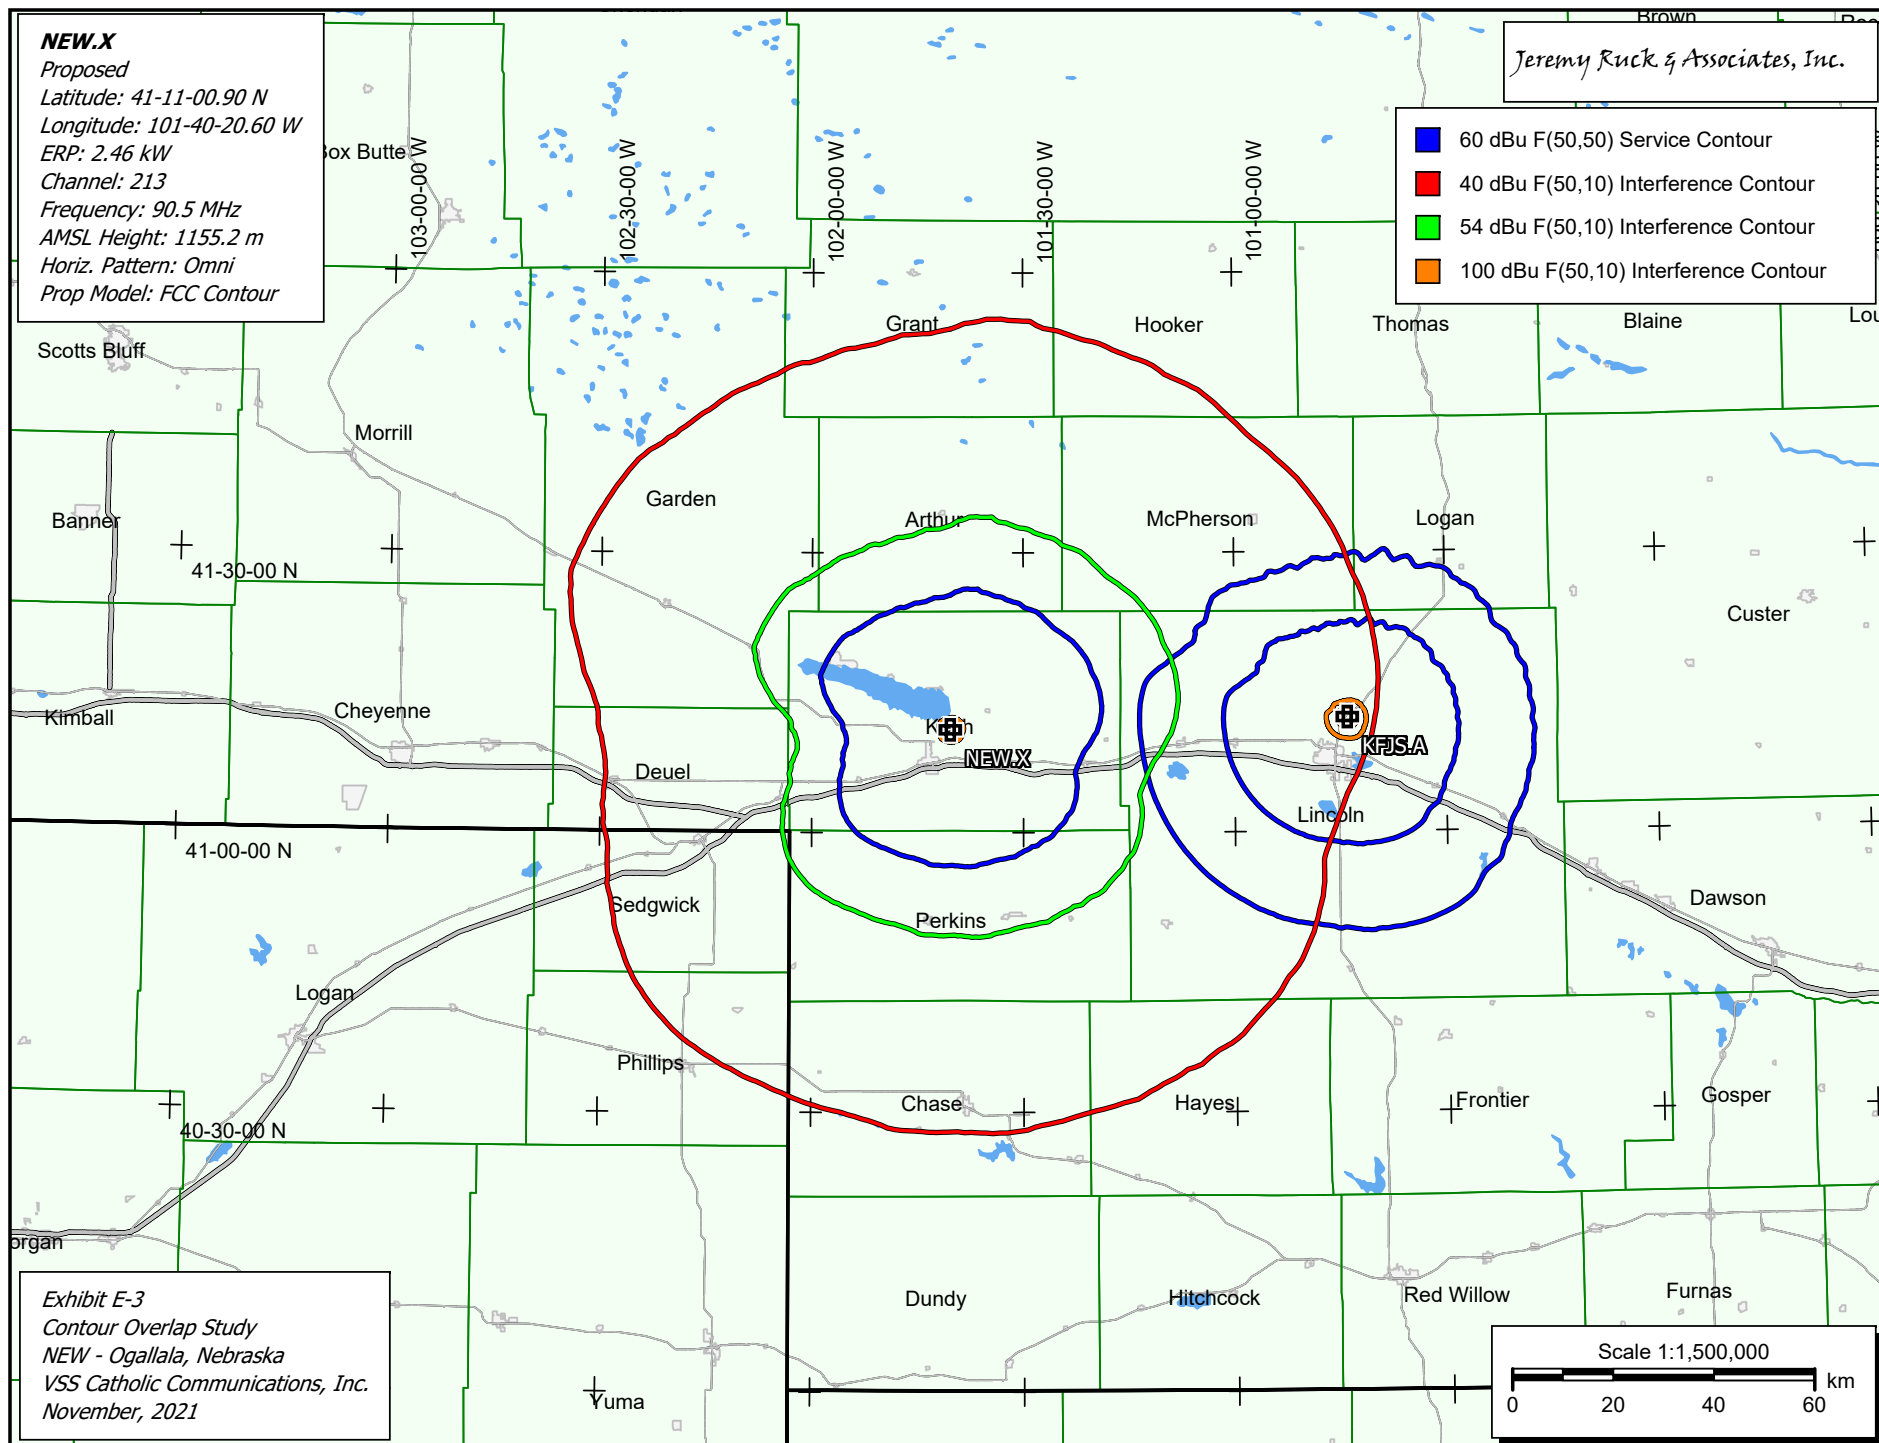 NEW.X
Proposed
Latitude: 41-11-00.90 N
Longitude: 101-40-20.60 W
ERP: 2.46 kW
Channel: 213
Frequency: 90.5 MHz
AMSL Height: 1155.2 m
Horiz. Pattern: Omni
Prop Model: FCC Contour
Jeremy Ruck & Associates, Inc.
60 dBu F(50,50) Service Contour
40 dBu F(50,10) Interference Contour
54 dBu F(50,10) Interference Contour
100 dBu F(50,10) Interference Contour
Brown
Box Butte
103-00-00 W
102-30-00 W
102-00-00 W
101-30-00 W
101-00-00 W
Scotts Bluff
Grant
Hooker
Thomas
Blaine
Lou
Morrill
Garden
Arthur
McPherson
Logan
Banner
41-30-00 N
Custer
Kimball
Cheyenne
Keith
NEW.X
KFJS.A
Deuel
Lincoln
41-00-00 N
Sedgwick
Perkins
Dawson
Logan
Phillips
Chase
Hayes
Frontier
Gosper
40-30-00 N
organ
Dundy
Hitchcock
Red Willow
Furnas
Yuma
Exhibit E-3
Contour Overlap Study
NEW - Ogallala, Nebraska
VSS Catholic Communications, Inc.
November, 2021
Scale 1:1,500,000
km
0 20 40 60